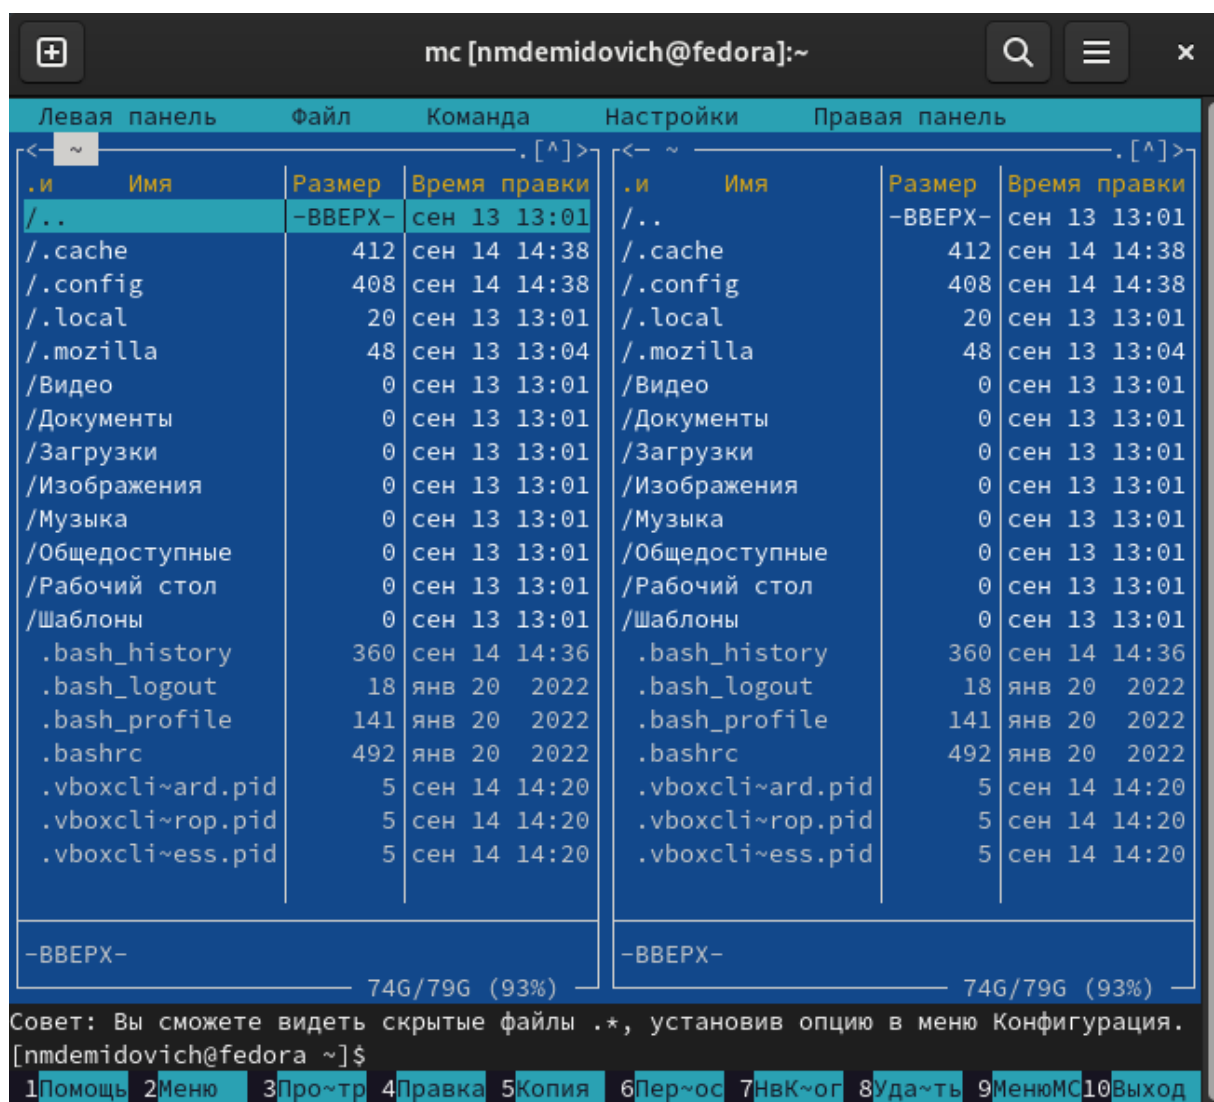 mc [nmdemidovich@fedora]:~
Левая панель Файл Команда Настройки Правая панель
<─ ~ ─.[^]>┐ <─ ~ ─.[^]>┐
.и Имя Размер Время правки .и Имя Размер Время правки
/.. -ВВЕРХ- сен 13 13:01 /.. -ВВЕРХ- сен 13 13:01
/.cache 412 сен 14 14:38 /.cache 412 сен 14 14:38
/.config 408 сен 14 14:38 /.config 408 сен 14 14:38
/.local 20 сен 13 13:01 /.local 20 сен 13 13:01
/.mozilla 48 сен 13 13:04 /.mozilla 48 сен 13 13:04
/Видео 0 сен 13 13:01 /Видео 0 сен 13 13:01
/Документы 0 сен 13 13:01 /Документы 0 сен 13 13:01
/Загрузки 0 сен 13 13:01 /Загрузки 0 сен 13 13:01
/Изображения 0 сен 13 13:01 /Изображения 0 сен 13 13:01
/Музыка 0 сен 13 13:01 /Музыка 0 сен 13 13:01
/Общедоступные 0 сен 13 13:01 /Общедоступные 0 сен 13 13:01
/Рабочий стол 0 сен 13 13:01 /Рабочий стол 0 сен 13 13:01
/Шаблоны 0 сен 13 13:01 /Шаблоны 0 сен 13 13:01
.bash_history 360 сен 14 14:36 .bash_history 360 сен 14 14:36
.bash_logout 18 янв 20 2022 .bash_logout 18 янв 20 2022
.bash_profile 141 янв 20 2022 .bash_profile 141 янв 20 2022
.bashrc 492 янв 20 2022 .bashrc 492 янв 20 2022
.vboxcli~ard.pid 5 сен 14 14:20 .vboxcli~ard.pid 5 сен 14 14:20
.vboxcli~rop.pid 5 сен 14 14:20 .vboxcli~rop.pid 5 сен 14 14:20
.vboxcli~ess.pid 5 сен 14 14:20 .vboxcli~ess.pid 5 сен 14 14:20
-ВВЕРХ- -ВВЕРХ-
74G/79G (93%) 74G/79G (93%)
Совет: Вы сможете видеть скрытые файлы .*, установив опцию в меню Конфигурация.
[nmdemidovich@fedora ~]$
1Помощь 2Меню 3Про~тр 4Правка 5Копия 6Пер~ос 7НвК~ог 8Уда~ть 9МенюMC 10Выход